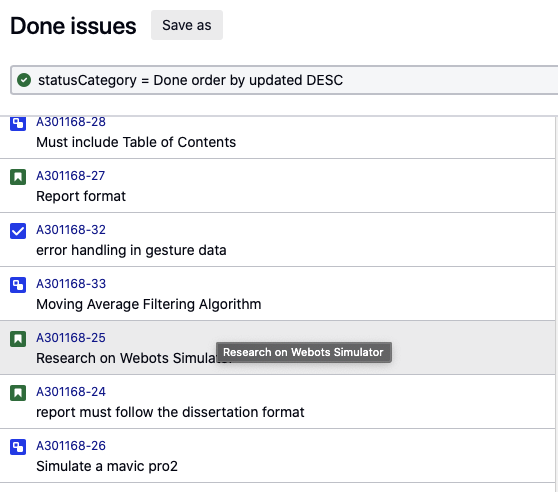 Done issues
Save as
statusCategory = Done order by updated DESC
A301168-28
Must include Table of Contents
A301168-27
Report format
A301168-32
error handling in gesture data
A301168-33
Moving Average Filtering Algorithm
A301168-25
Research on Webots Simulator
Research on Webots Simulator
A301168-24
report must follow the dissertation format
A301168-26
Simulate a mavic pro2